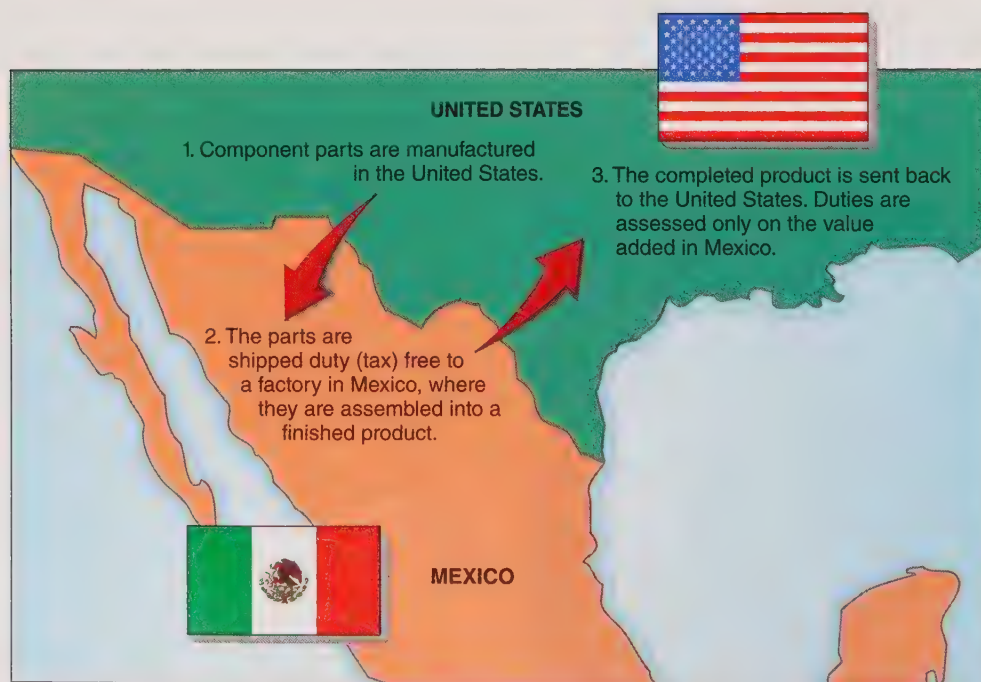 UNITED STATES
1. Component parts are manufactured
in the United States.
3. The completed product is sent back
to the United States. Duties are
assessed only on the value
added in Mexico.
2. The parts are
shipped duty (tax) free to
a factory in Mexico, where
they are assembled into a
finished product.
MEXICO